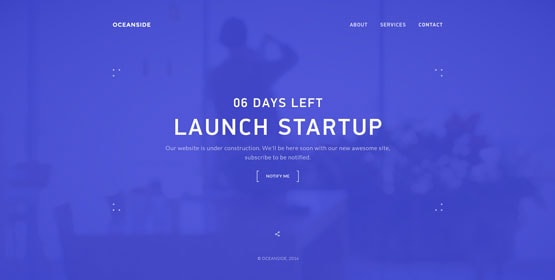 OCEANSIDE
ABOUT SERVICES CONTACT
06 DAYS LEFT
LAUNCH STARTUP
Our website is under construction. We'll be here soon with our new awesome site,
subscribe to be notified.
NOTIFY ME
© OCEANSIDE, 2016